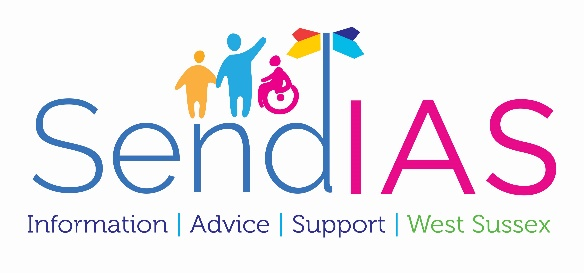 SendIAS
Information | Advice | Support | West Sussex